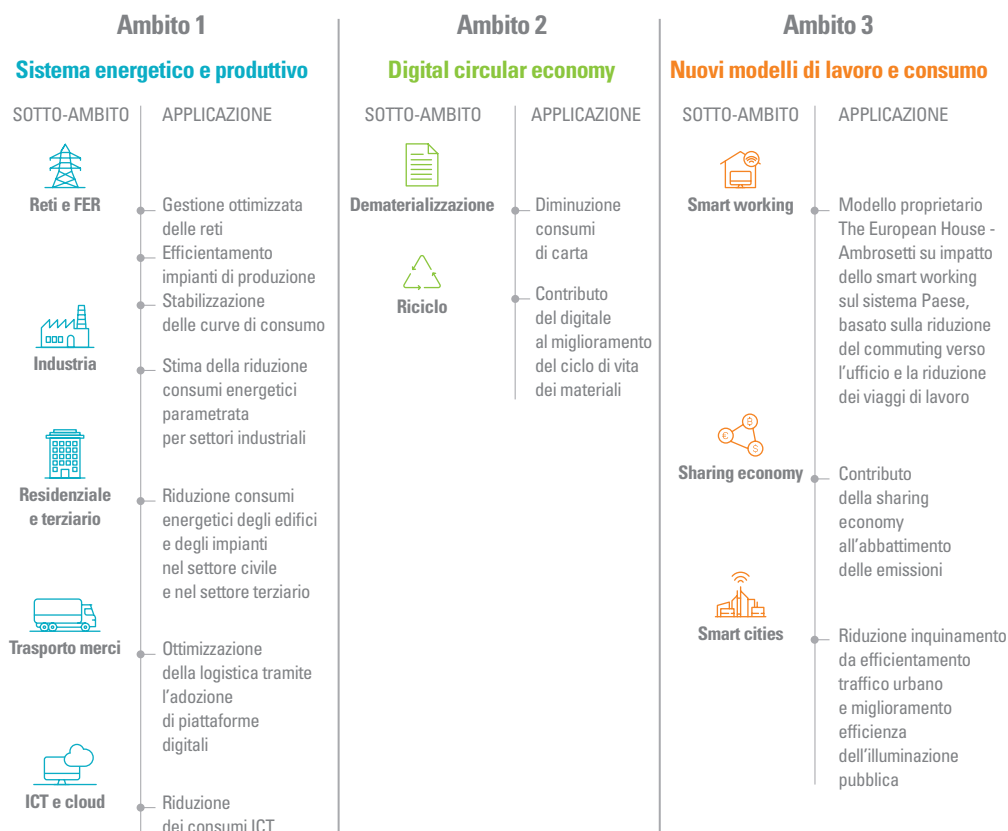 Ambito 1
Sistema energetico e produttivo
SOTTO-AMBITO
APPLICAZIONE
Reti e FER
Gestione ottimizzata
delle reti
Efficientamento
impianti di produzione
Stabilizzazione
delle curve di consumo
Industria
Stima della riduzione
consumi energetici
parametrata
per settori industriali
Residenziale
e terziario
Riduzione consumi
energetici degli edifici
e degli impianti
nel settore civile
e nel settore terziario
Trasporto merci
Ottimizzazione
della logistica tramite
l'adozione
di piattaforme
digitali
ICT e cloud
Riduzione
dei consumi ICT
Ambito 2
Digital circular economy
SOTTO-AMBITO
APPLICAZIONE
Dematerializzazione
Diminuzione
consumi
di carta
Riciclo
Contributo
del digitale
al miglioramento
del ciclo di vita
dei materiali
Ambito 3
Nuovi modelli di lavoro e consumo
SOTTO-AMBITO
APPLICAZIONE
Smart working
Modello proprietario
The European House -
Ambrosetti su impatto
dello smart working
sul sistema Paese,
basato sulla riduzione
del commuting verso
l'ufficio e la riduzione
dei viaggi di lavoro
Sharing economy
Contributo
della sharing
economy
all'abbattimento
delle emissioni
Smart cities
Riduzione inquinamento
da efficientamento
traffico urbano
e miglioramento
efficienza
dell'illuminazione
pubblica